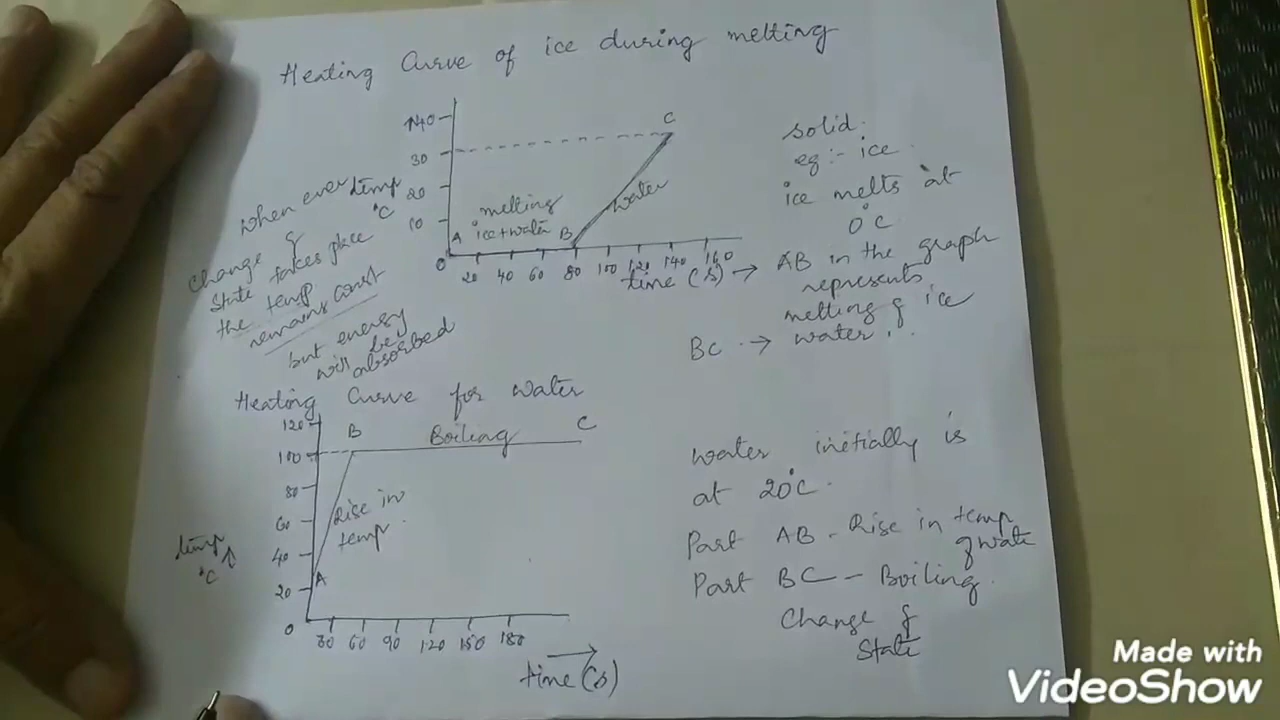 Heating Curve of ice during melting
40
30
20
10
temp
°C
A
melting
ice+water
B
water
C
0
20 40 60 80 100 120 140 160
time (s)
when ever
change of
State takes place
the temp
remains const
but energy
will be
absorbed
solid.
eg :- ice.
ice melts at
0°C
→ AB in the graph
represents
melting of ice
BC → water.
Heating Curve for water
120
100
80
60
40
20
0
temp ↑
°C
A
B
Boiling
C
Rise in
temp.
30 60 90 120 150 180
time (s)
water initially is
at 20°C.
Part AB - Rise in temp
of wate
Part BC - Boiling.
Change of
State
Made with
VideoShow